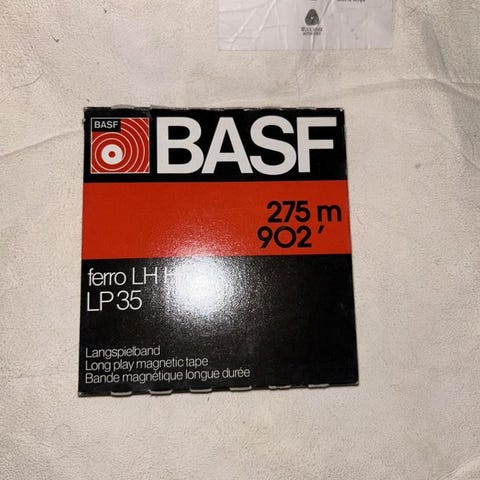 BASF
BASF
275 m
902'
ferro LH
LP 35
Langspielband
Long play magnetic tape
Bande magnétique longue durée